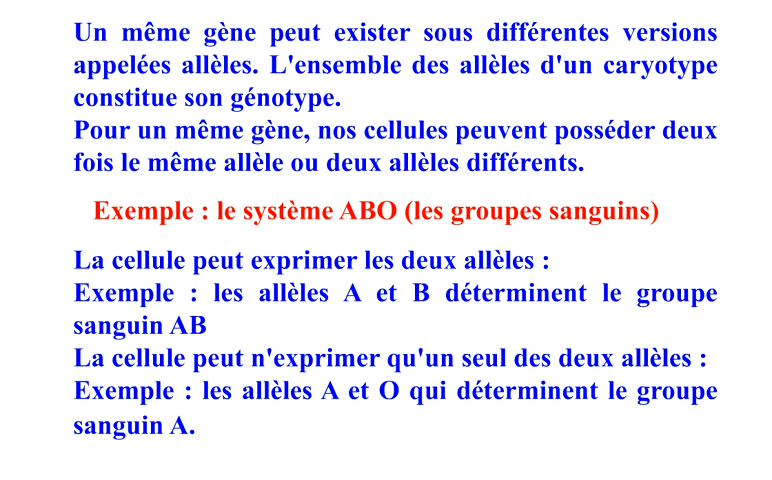 Un même gène peut exister sous différentes versions
appelées allèles. L'ensemble des allèles d'un caryotype
constitue son génotype.
Pour un même gène, nos cellules peuvent posséder deux
fois le même allèle ou deux allèles différents.
Exemple : le système ABO (les groupes sanguins)
La cellule peut exprimer les deux allèles :
Exemple : les allèles A et B déterminent le groupe
sanguin AB
La cellule peut n'exprimer qu'un seul des deux allèles :
Exemple : les allèles A et O qui déterminent le groupe
sanguin A.